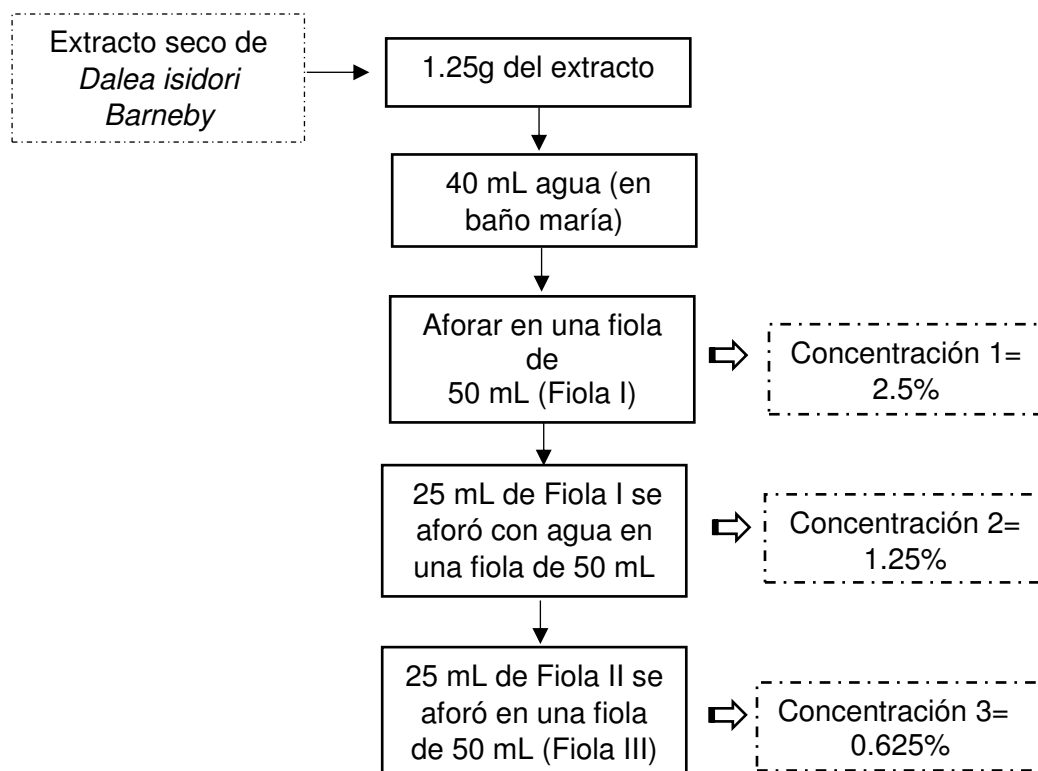 Extracto seco de
Dalea isidori
Barneby
1.25g del extracto
40 mL agua (en
baño maría)
Aforar en una fiola
de
50 mL (Fiola I)
Concentración 1=
2.5%
25 mL de Fiola I se
aforó con agua en
una fiola de 50 mL
Concentración 2=
1.25%
25 mL de Fiola II se
aforó en una fiola
de 50 mL (Fiola III)
Concentración 3=
0.625%